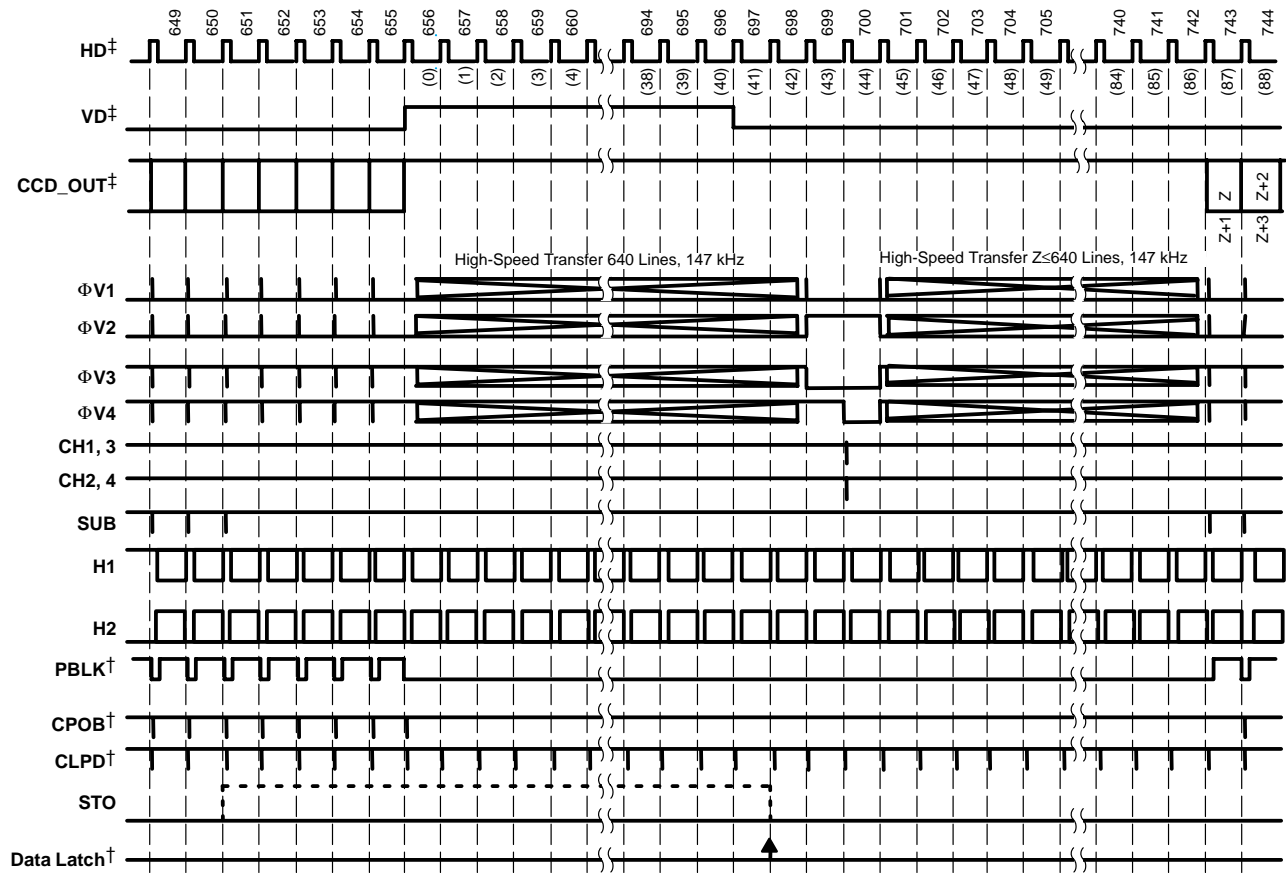 649 650 651 652 653 654 655 656 657 658 659 660 694 695 696 697 698 699 700 701 702 703 704 705 740 741 742 743 744
HD‡
(0) (1) (2) (3) (4) (38) (39) (40) (41) (42) (43) (44) (45) (46) (47) (48) (49) (84) (85) (86) (87) (88)
VD‡
CCD_OUT‡
Z Z+2
Z+1 Z+3
High-Speed Transfer 640 Lines, 147 kHz
High-Speed Transfer Z≤640 Lines, 147 kHz
ΦV1
ΦV2
ΦV3
ΦV4
CH1, 3
CH2, 4
SUB
H1
H2
PBLK†
CPOB†
CLPD†
STO
Data Latch†